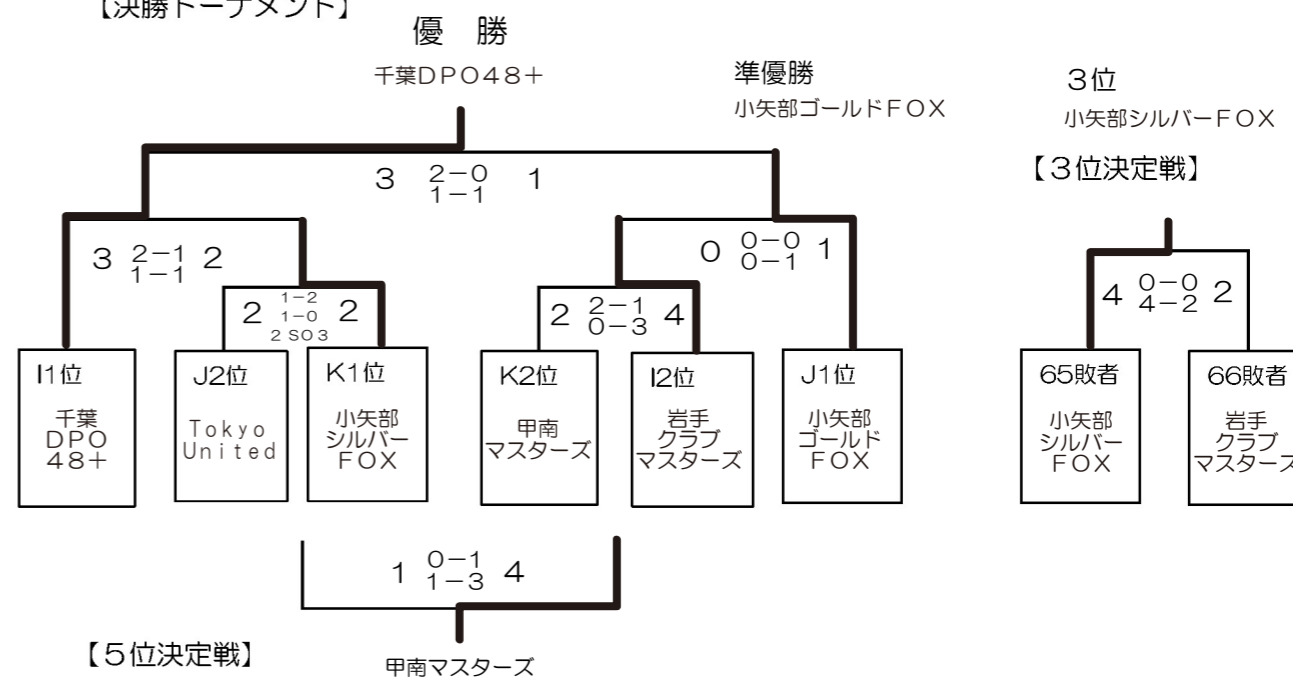 【決勝トーナメント】
優 勝
千葉DPO48+
準優勝
小矢部ゴールドFOX
3位
小矢部シルバーFOX
【3位決定戦】
3 2-0 1
1-1
3 2-1 2
1-1
0 0-0 1
0-1
2 1-2 2
1-0
2 SO 3
2 2-1 4
0-3
4 0-0 2
4-2
I1位
千葉
DPO
48+
J2位
Tokyo
United
K1位
小矢部
シルバー
FOX
K2位
甲南
マスターズ
I2位
岩手
クラブ
マスターズ
J1位
小矢部
ゴールド
FOX
65敗者
小矢部
シルバー
FOX
66敗者
岩手
クラブ
マスターズ
1 0-1 4
1-3
【5位決定戦】
甲南マスターズ